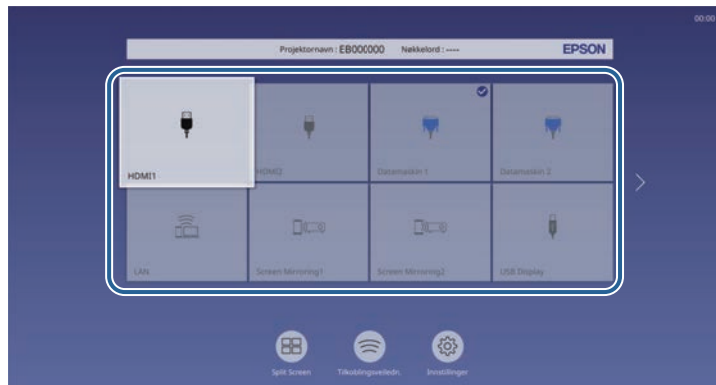 00:00
Projektornavn : EB000000 Nøkkelord : ---- EPSON
HDMI1 HDMI2 Datamaskin 1 Datamaskin 2
LAN Screen Mirroring1 Screen Mirroring2 USB Display
Split Screen Tilkoblingsveiledn. Innstillinger